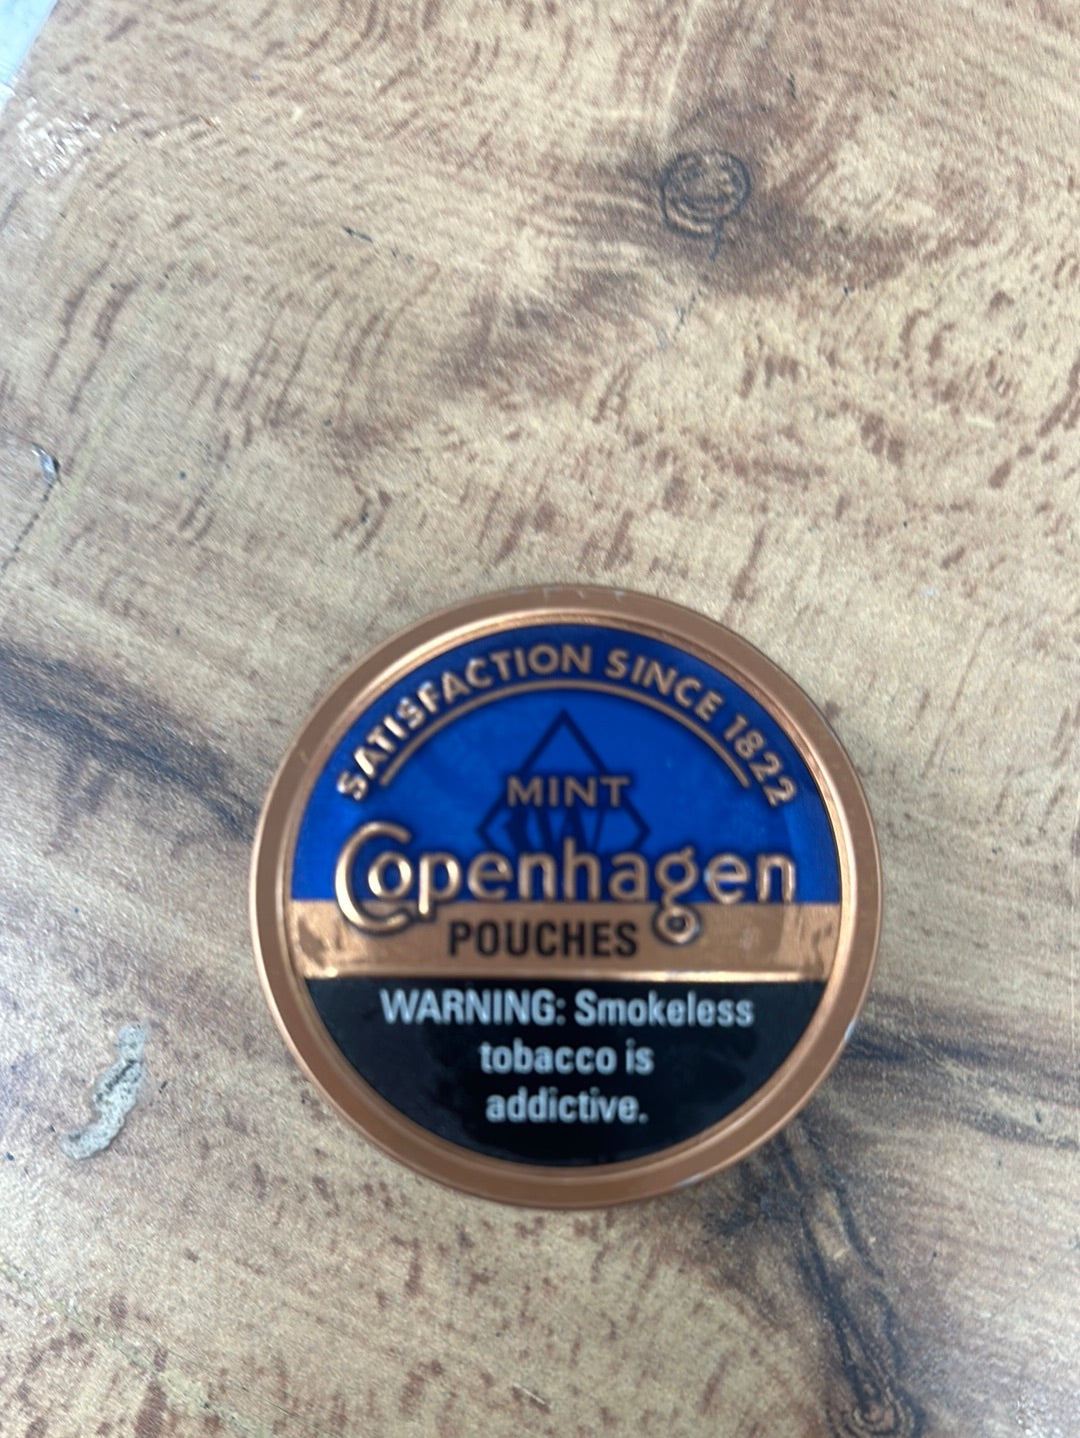 SATISFACTION SINCE 1822
MINT
Copenhagen
POUCHES
WARNING: Smokeless
tobacco is
addictive.